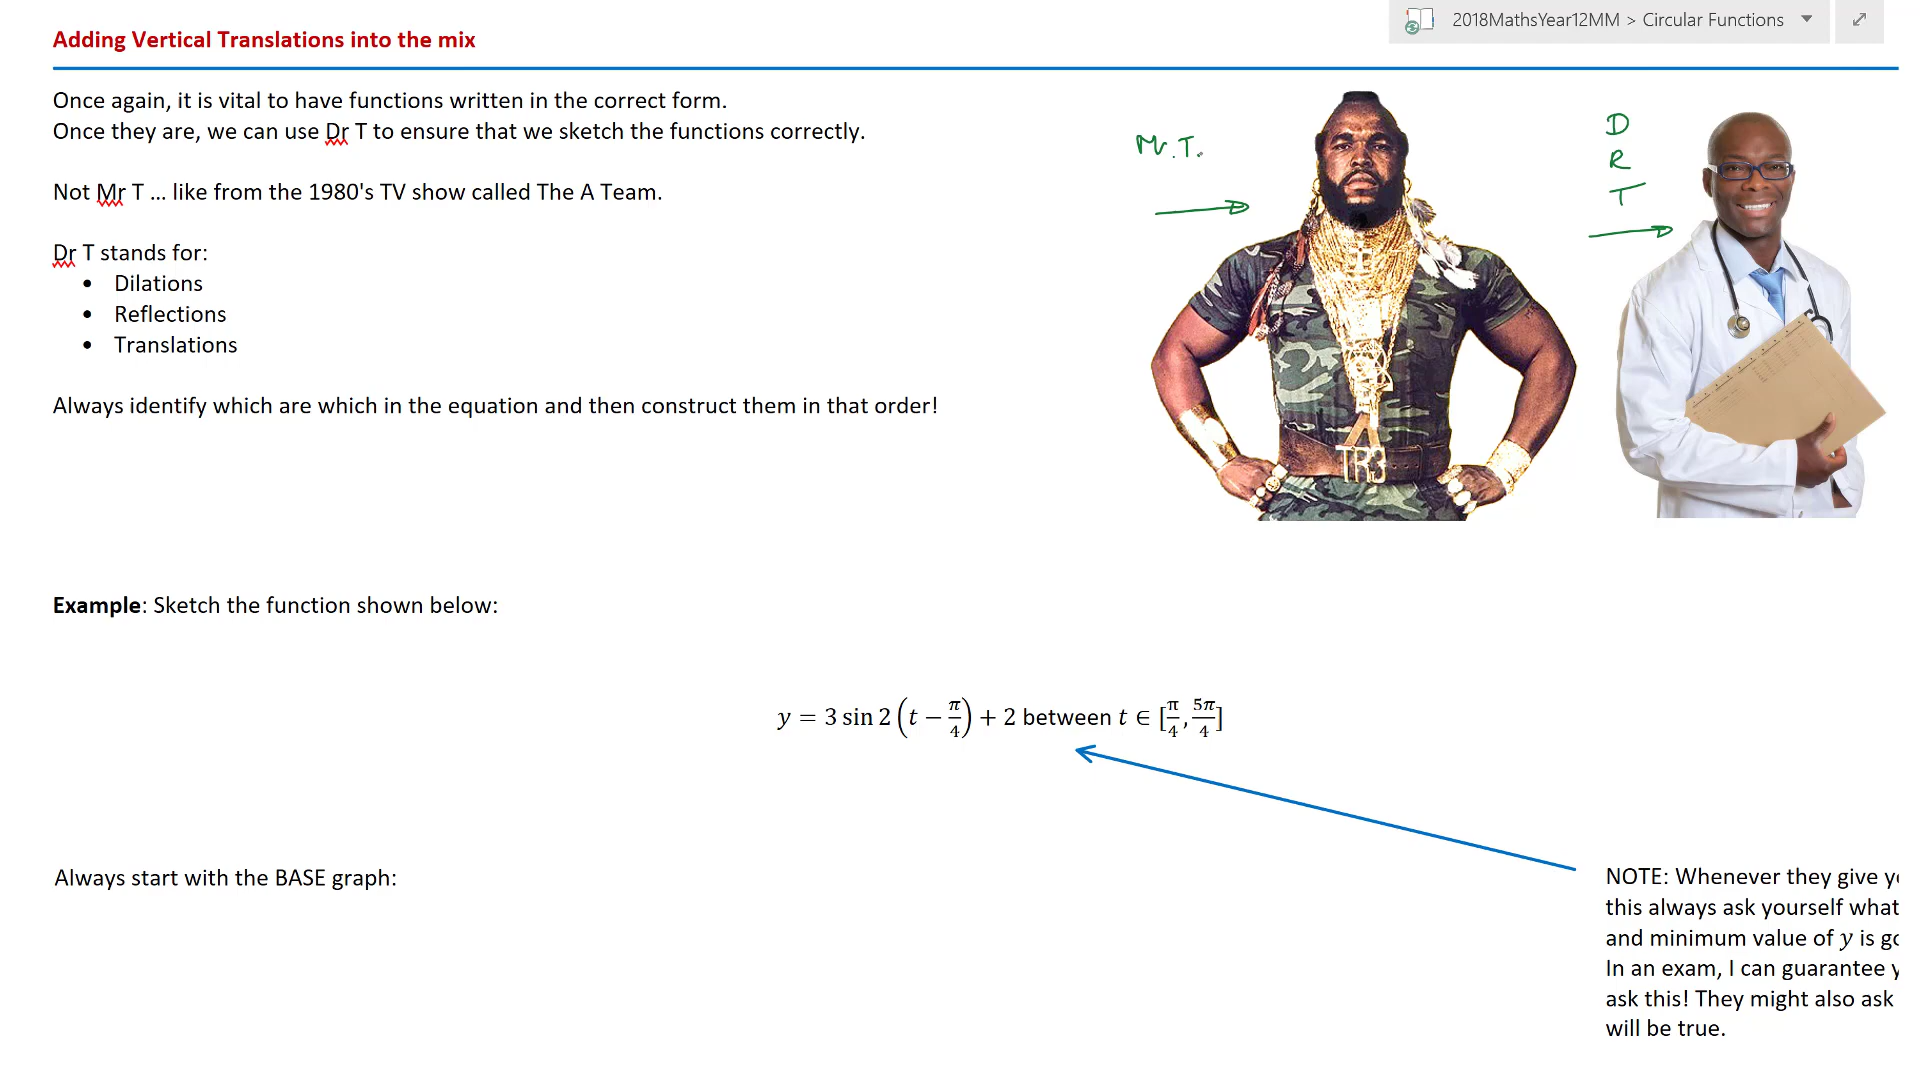 Adding Vertical Translations into the mix
2018MathsYear12MM > Circular Functions
Once again, it is vital to have functions written in the correct form.
Once they are, we can use Dr T to ensure that we sketch the functions correctly.
Not Mr T ... like from the 1980's TV show called The A Team.
Dr T stands for:
• Dilations
• Reflections
• Translations
Always identify which are which in the equation and then construct them in that order!
Mr.T.
D
R
T
TR3
Example: Sketch the function shown below:
y = 3 sin 2 (t − π/4) + 2 between t ∈ [π/4, 5π/4]
Always start with the BASE graph:
NOTE: Whenever they give
this always ask yourself what
and minimum value of y is
In an exam, I can guarantee
ask this! They might also ask
will be true.